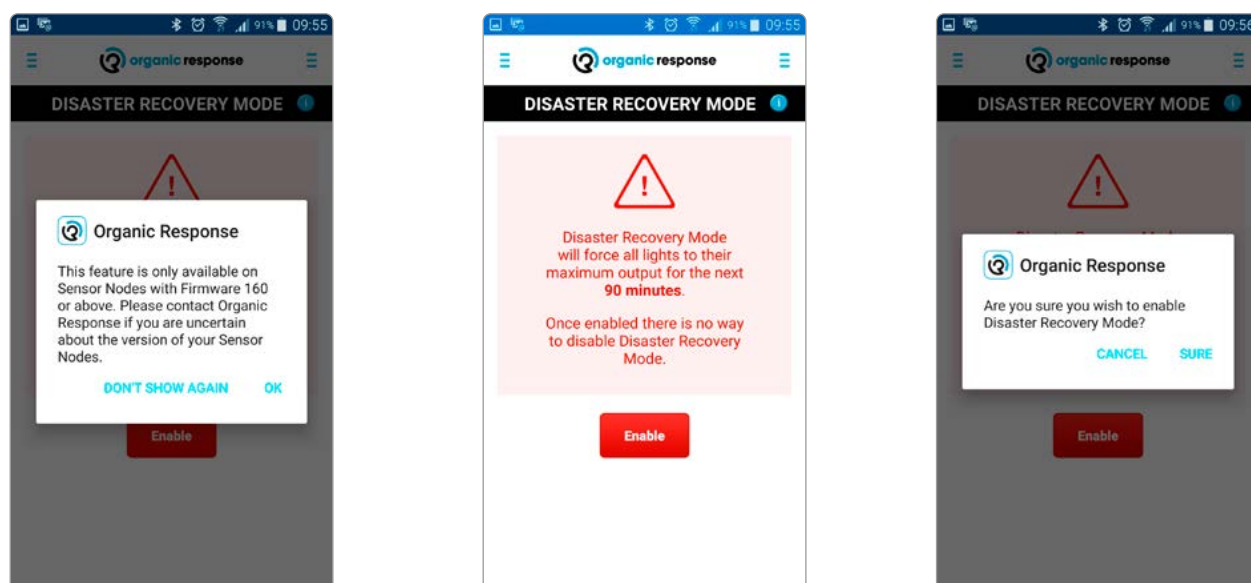 91% 09:55
organic response
DISASTER RECOVERY MODE
Organic Response
This feature is only available on
Sensor Nodes with Firmware 160
or above. Please contact Organic
Response if you are uncertain
about the version of your Sensor
Nodes.
DON'T SHOW AGAIN OK
Enable
91% 09:55
organic response
DISASTER RECOVERY MODE
Disaster Recovery Mode
will force all lights to their
maximum output for the next
90 minutes.
Once enabled there is no way
to disable Disaster Recovery
Mode.
Enable
91% 09:56
organic response
DISASTER RECOVERY MODE
Organic Response
Are you sure you wish to enable
Disaster Recovery Mode?
CANCEL SURE
Enable